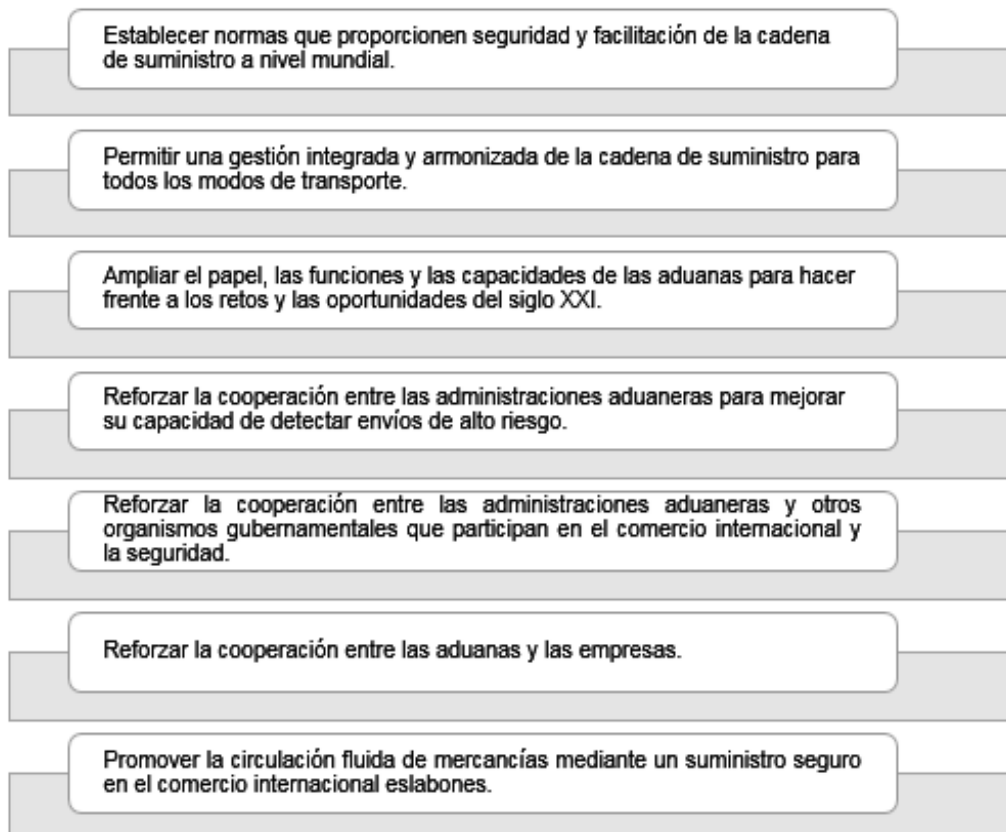 Establecer normas que proporcionen seguridad y facilitación de la cadena
de suministro a nivel mundial.
Permitir una gestión integrada y armonizada de la cadena de suministro para
todos los modos de transporte.
Ampliar el papel, las funciones y las capacidades de las aduanas para hacer
frente a los retos y las oportunidades del siglo XXI.
Reforzar la cooperación entre las administraciones aduaneras para mejorar
su capacidad de detectar envíos de alto riesgo.
Reforzar la cooperación entre las administraciones aduaneras y otros
organismos gubernamentales que participan en el comercio internacional y
la seguridad.
Reforzar la cooperación entre las aduanas y las empresas.
Promover la circulación fluida de mercancías mediante un suministro seguro
en el comercio internacional eslabones.